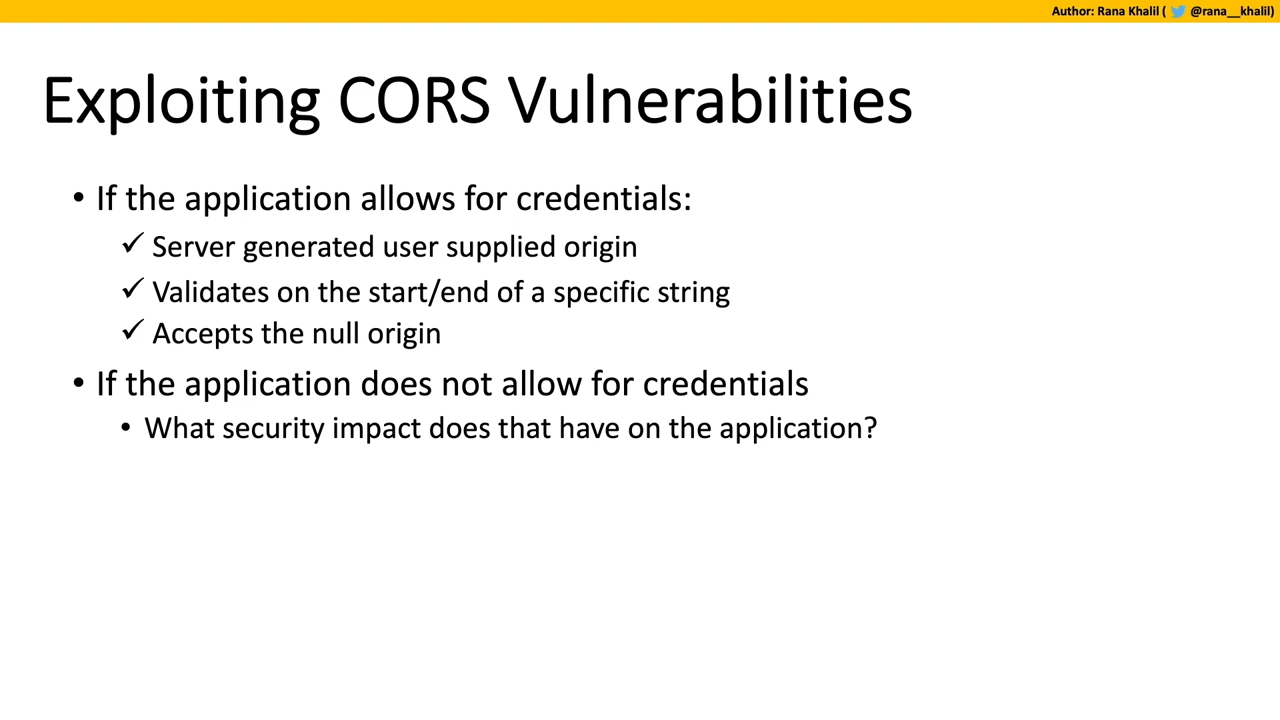 Author: Rana Khalil ( @rana__khalil)
Exploiting CORS Vulnerabilities
• If the application allows for credentials:
✓ Server generated user supplied origin
✓ Validates on the start/end of a specific string
✓ Accepts the null origin
• If the application does not allow for credentials
• What security impact does that have on the application?